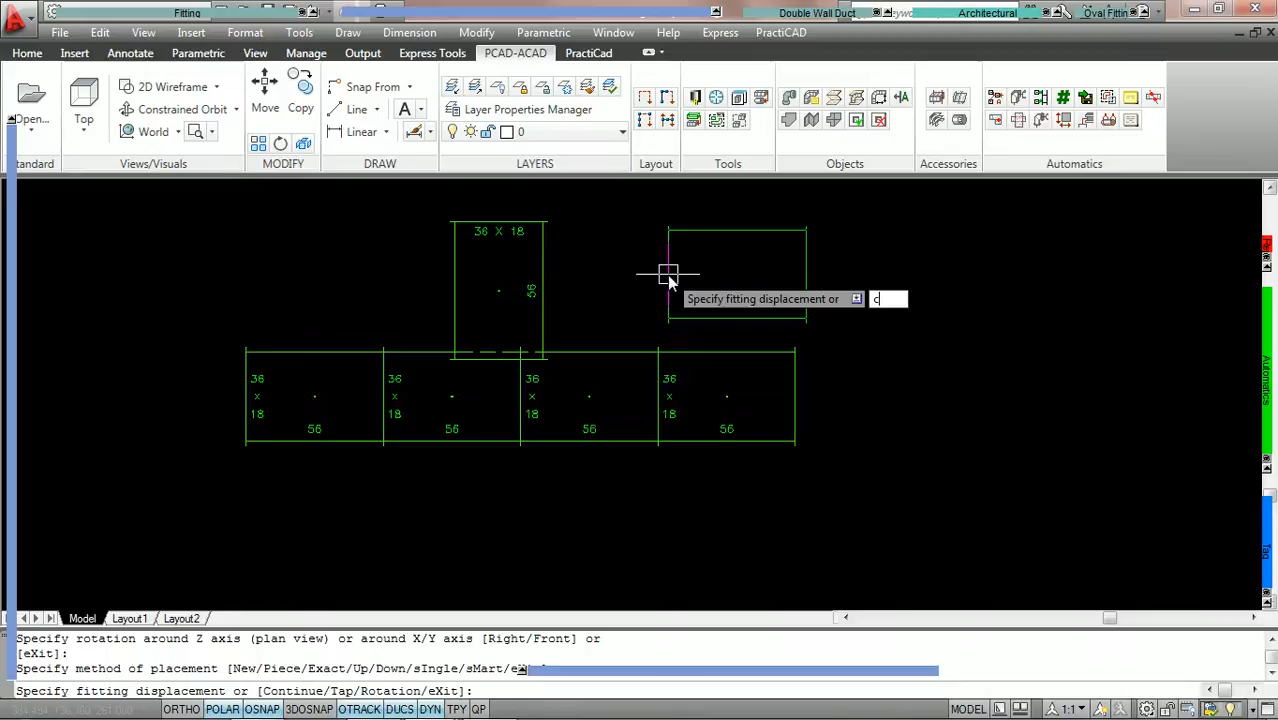 Fitting
Double Wall Duct
Architectural
Oval Fittin
File Edit View Insert Format Tools Draw Dimension Modify Parametric Window Help Express PractiCAD
Home Insert Annotate Parametric View Manage Output Express Tools PCAD-ACAD PractiCad
Open...
Top
2D Wireframe
Constrained Orbit
World
Move Copy
Snap From
Line
A
Linear
Layer Properties Manager
0
Standard Views/Visuals MODIFY DRAW LAYERS Layout Tools Objects Accessories Automatics
36 X 18
56
Specify fitting displacement or c
36
x
18
56
36
x
18
56
36
x
18
56
36
x
18
56
Automatics
Tag
Model Layout1 Layout2
Specify rotation around Z axis (plan view) or around X/Y axis [Right/Front] or
[eXit]:
Specify method of placement [New/Piece/Exact/Up/Down/sIngle/sMart/e
Specify fitting displacement or [Continue/Tap/Rotation/eXit]:
ORTHO POLAR OSNAP 3DOSNAP OTRACK DUCS DYN TPY QP MODEL 1:1